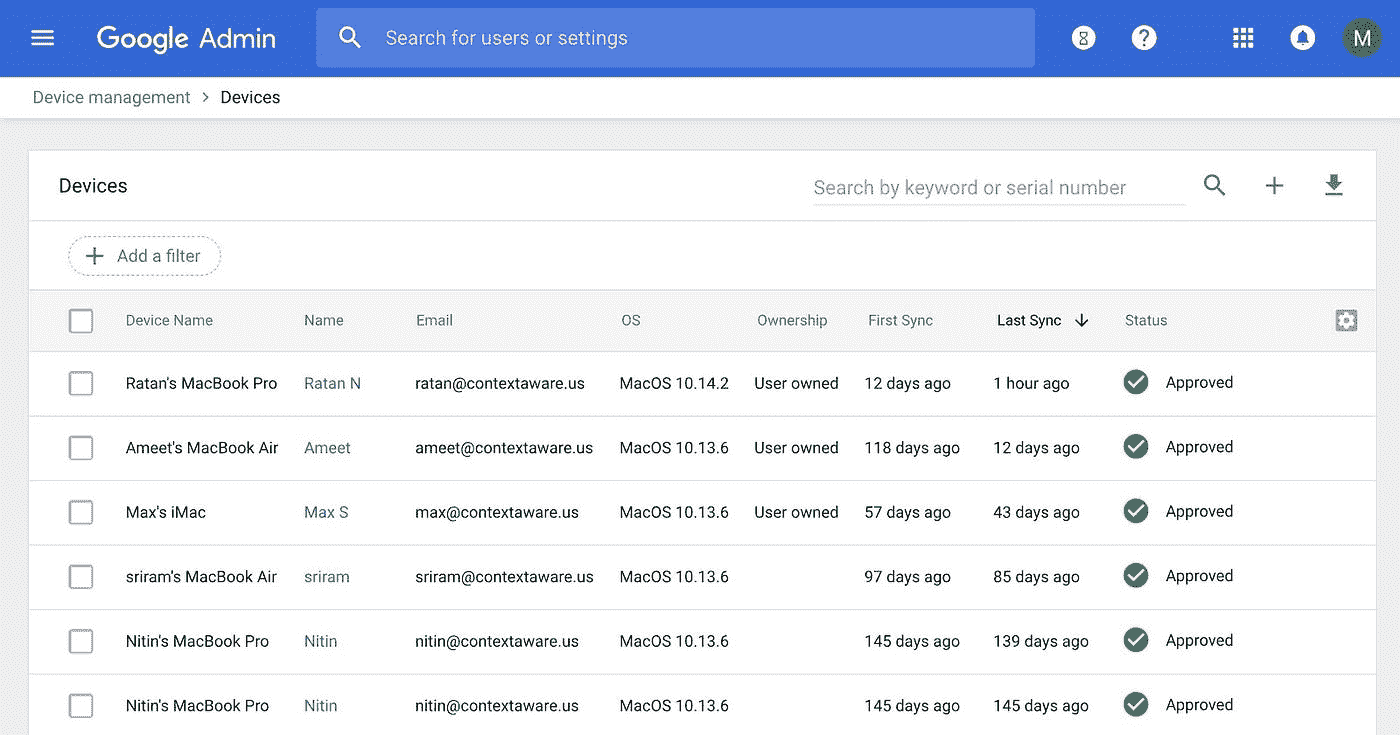 Google Admin Search for users or settings ? M
Device management > Devices
Devices Search by keyword or serial number
+ Add a filter
Device Name Name Email OS Ownership First Sync Last Sync ↓ Status
Ratan's MacBook Pro Ratan N ratan@contextaware.us MacOS 10.14.2 User owned 12 days ago 1 hour ago Approved
Ameet's MacBook Air Ameet ameet@contextaware.us MacOS 10.13.6 User owned 118 days ago 12 days ago Approved
Max's iMac Max S max@contextaware.us MacOS 10.13.6 User owned 57 days ago 43 days ago Approved
sriram's MacBook Air sriram sriram@contextaware.us MacOS 10.13.6 97 days ago 85 days ago Approved
Nitin's MacBook Pro Nitin nitin@contextaware.us MacOS 10.13.6 145 days ago 139 days ago Approved
Nitin's MacBook Pro Nitin nitin@contextaware.us MacOS 10.13.6 145 days ago 145 days ago Approved